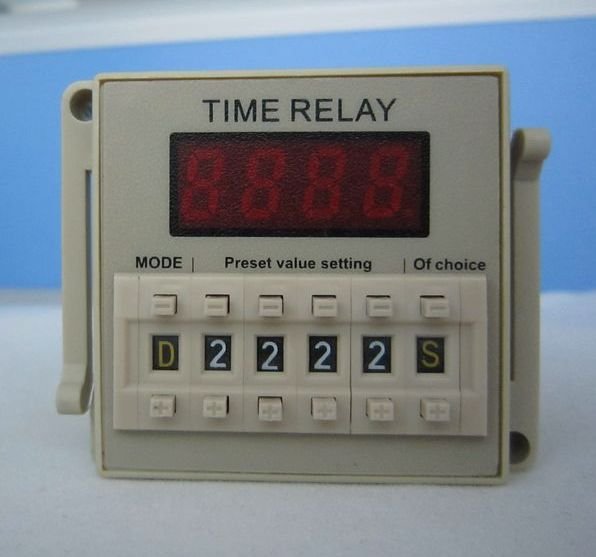 TIME RELAY
8888
MODE | Preset value setting | Of choice
- - - - - -
D 2 2 2 2 S
+ + + + + +